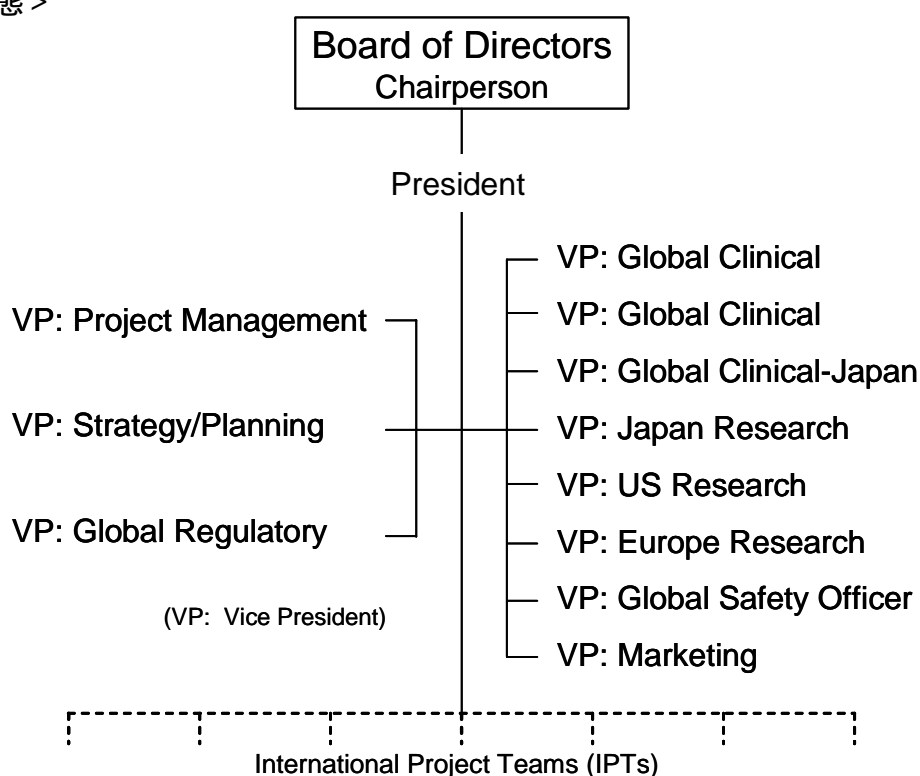 態 >
Board of Directors
Chairperson
President
VP: Project Management
VP: Strategy/Planning
VP: Global Regulatory
(VP: Vice President)
VP: Global Clinical
VP: Global Clinical
VP: Global Clinical-Japan
VP: Japan Research
VP: US Research
VP: Europe Research
VP: Global Safety Officer
VP: Marketing
International Project Teams (IPTs)